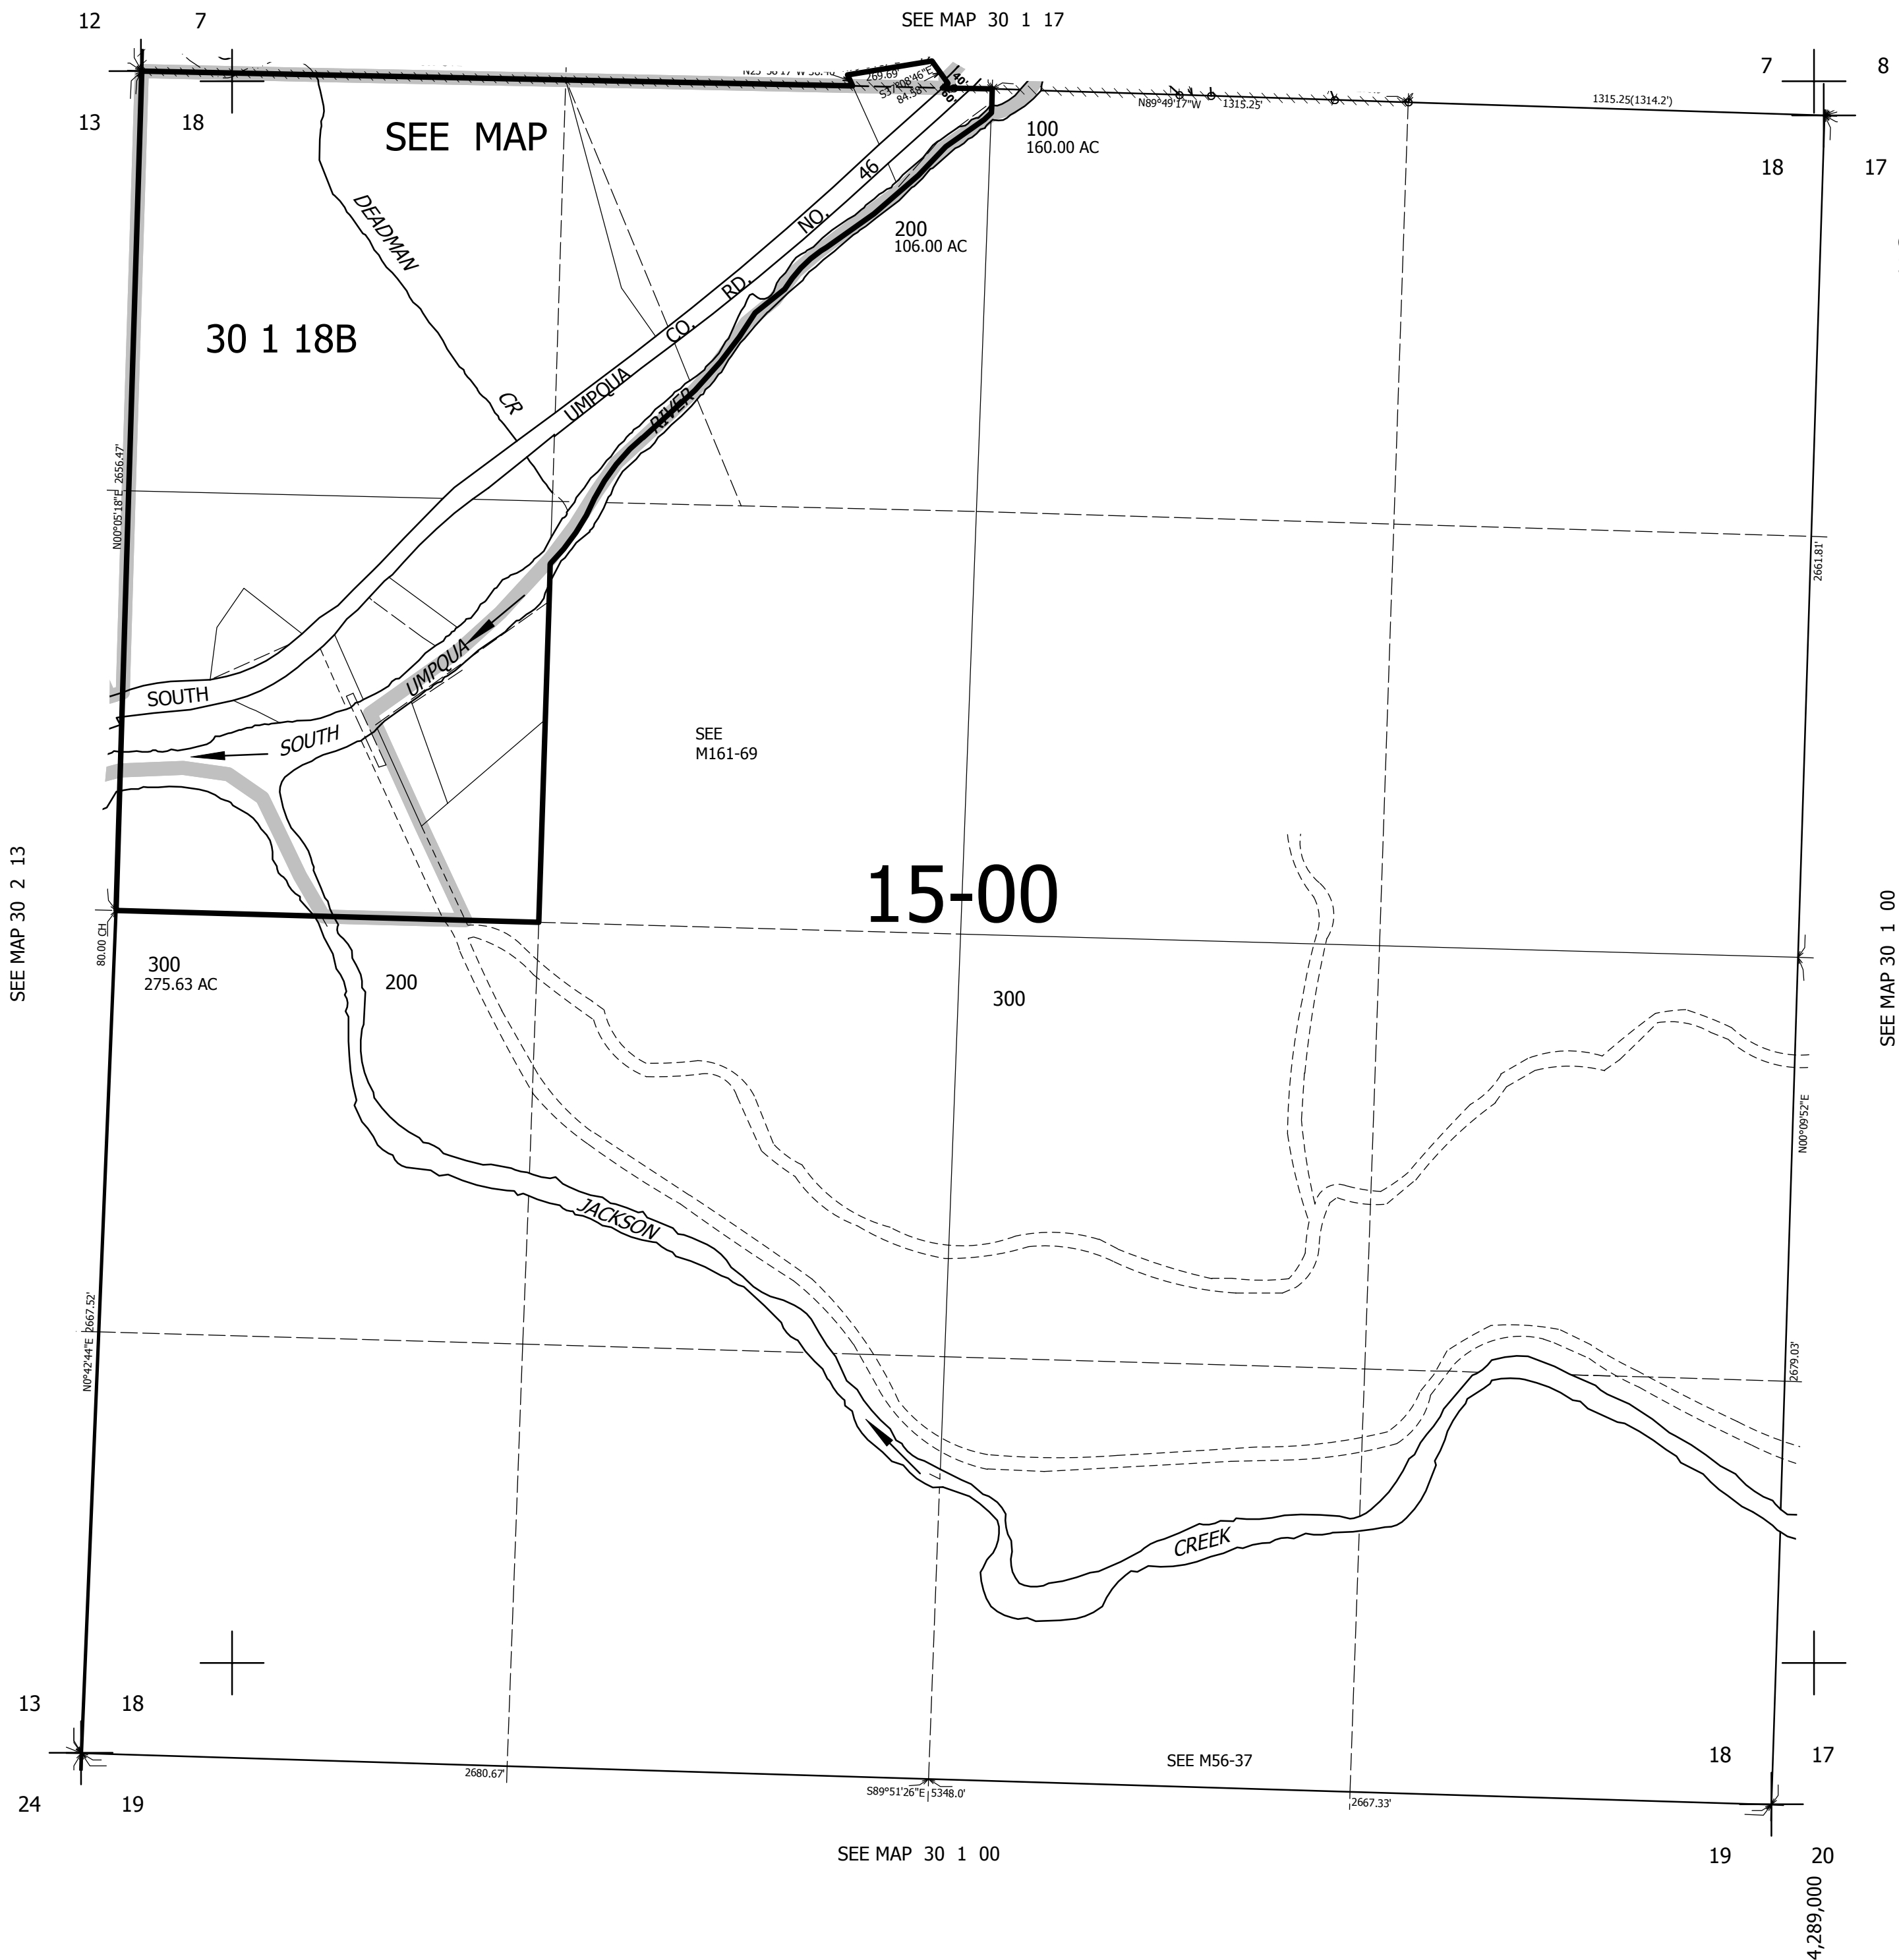 12 7
SEE MAP 30 1 17
7 8
13 18
SEE MAP
30 1 18B
269.69'
S37°08'46"E
84.58'
40'
60'
N89°49'17"W 1315.25'
1315.25(1314.2')
18 17
100
160.00 AC
200
106.00 AC
DEADMAN
CR
SOUTH UMPQUA CO. RD. NO. 46
SOUTH UMPQUA RIVER
N00°05'18"E 2656.47'
2661.81'
SEE
M161-69
15-00
SEE MAP 30 2 13
SEE MAP 30 1 00
80.00 CH
300
275.63 AC
200
300
N00°09'52"E
2679.03'
N0°42'44"E 2667.52'
JACKSON
CREEK
13 18
24 19
2680.67'
S89°51'26"E 5348.0'
2667.33'
SEE M56-37
18 17
19 20
SEE MAP 30 1 00
4,289,000